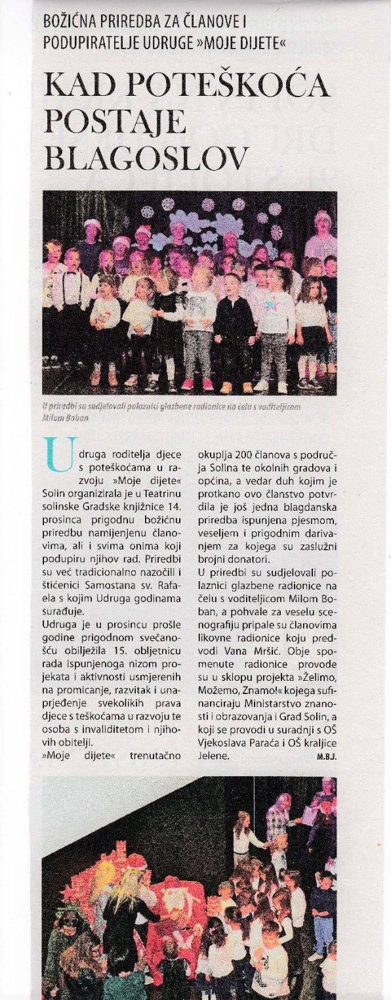 BOŽIĆNA PRIREDBA ZA ČLANOVE I
PODUPIRATELJE UDRUGE »MOJE DIJETE«
KAD POTEŠKOĆA
POSTAJE
BLAGOSLOV
U priredbi su sudjelovali polaznici glazbene radionice na čelu s voditeljicom
Milom Boban
Udruga roditelja djece
s poteškoćama u ra-
zvoju »Moje dijete«
Solin organizirala je u Teatrinu
solinske Gradske knjižnice 14.
prosinca prigodnu božićnu
priredbu namijenjenu člano-
vima, ali i svima onima koji
podupiru njihov rad. Priredbi
su već tradicionalno nazočili i
štićenici Samostana sv. Rafa-
ela s kojim Udruga godinama
surađuje.
Udruga je u prosincu prošle
godine prigodnom svečano-
šću obilježila 15. obljetnicu
rada ispunjenoga nizom pro-
jekata i aktivnosti usmjerenih
na promicanje, razvitak i una-
prjeđenje svekolikih prava
djece s teškoćama u razvoju te
osoba s invaliditetom i njiho-
vih obitelji.
»Moje dijete« trenutačno
okuplja 200 članova s područ-
ja Solina te okolnih gradova i
općina, a vedar duh kojim je
protkano ovo članstvo potvr-
dila je još jedna blagdanska
priredba ispunjena pjesmom,
veseljem i prigodnim dariva-
njem za kojega su zaslužni
brojni donatori.
U priredbi su sudjelovali po-
laznici glazbene radionice na
čelu s voditeljicom Milom Bo-
ban, a pohvale za veselu sce-
nografiju pripale su članovima
likovne radionice koju pred-
vodi Vana Mršić. Obje spo-
menute radionice provode
su u sklopu projekta »Želimo,
Možemo, Znamo!« kojega sufi-
nanciraju Ministarstvo znano-
sti i obrazovanja i Grad Solin, a
koji se provodi u suradnji s OŠ
Vjekoslava Paraća i OŠ kraljice
Jelene. M.B.J.